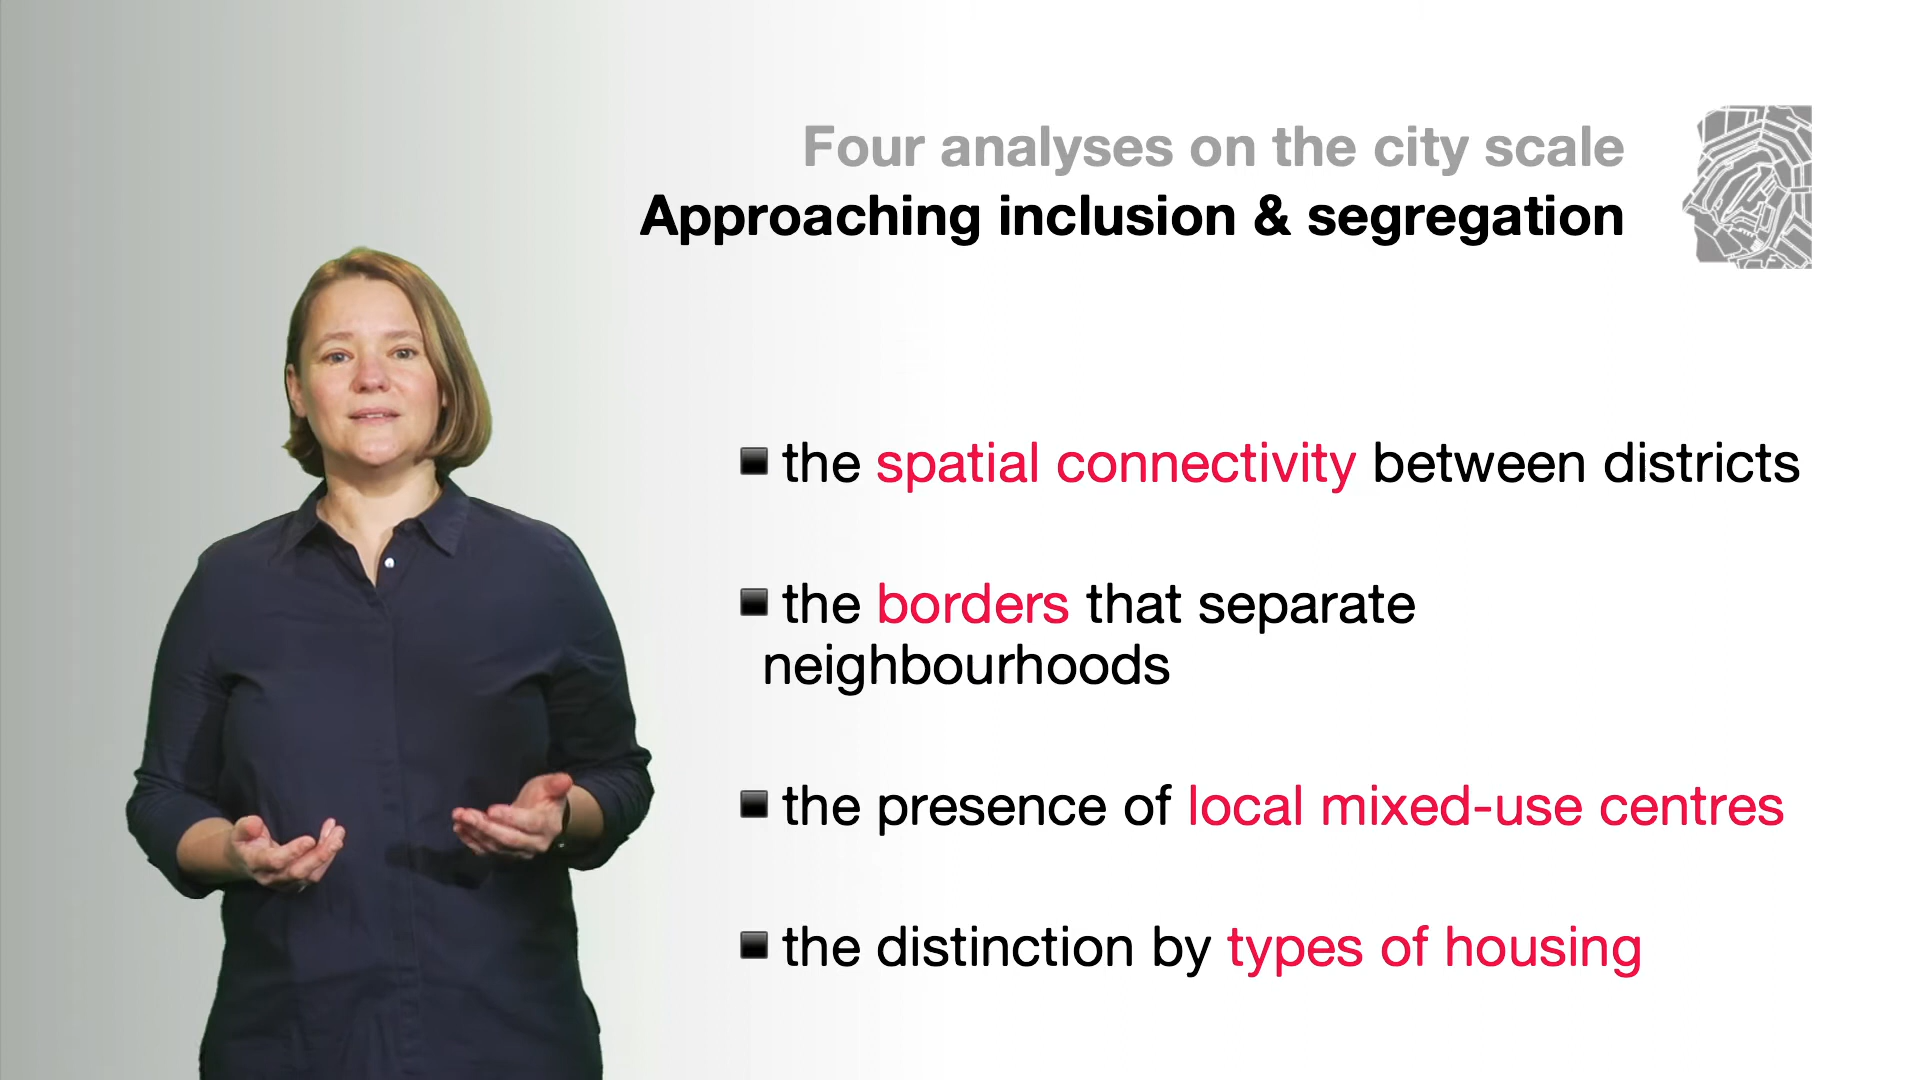 Four analyses on the city scale
Approaching inclusion & segregation
the spatial connectivity between districts
the borders that separate
neighbourhoods
the presence of local mixed-use centres
the distinction by types of housing